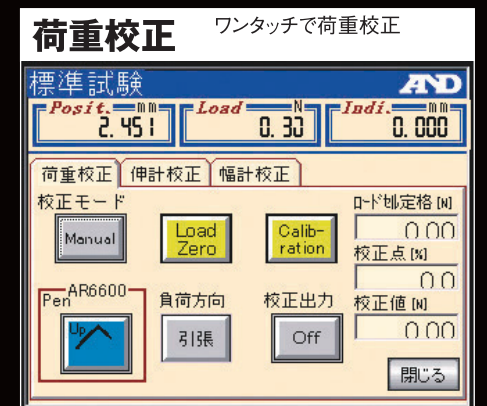 荷重校正 ワンタッチで荷重校正
標準試験 AND
Posit. mm Load N Indi. mm
2.451 0.30 0.000
荷重校正 伸計校正 幅計校正
校正モード
Manual
Load Zero
Calib-ration
ロードセル定格 [N]
0.00
校正点 [%]
0.0
校正値 [N]
0.00
Pen AR6600
Up
負荷方向
引張
校正出力
Off
閉じる